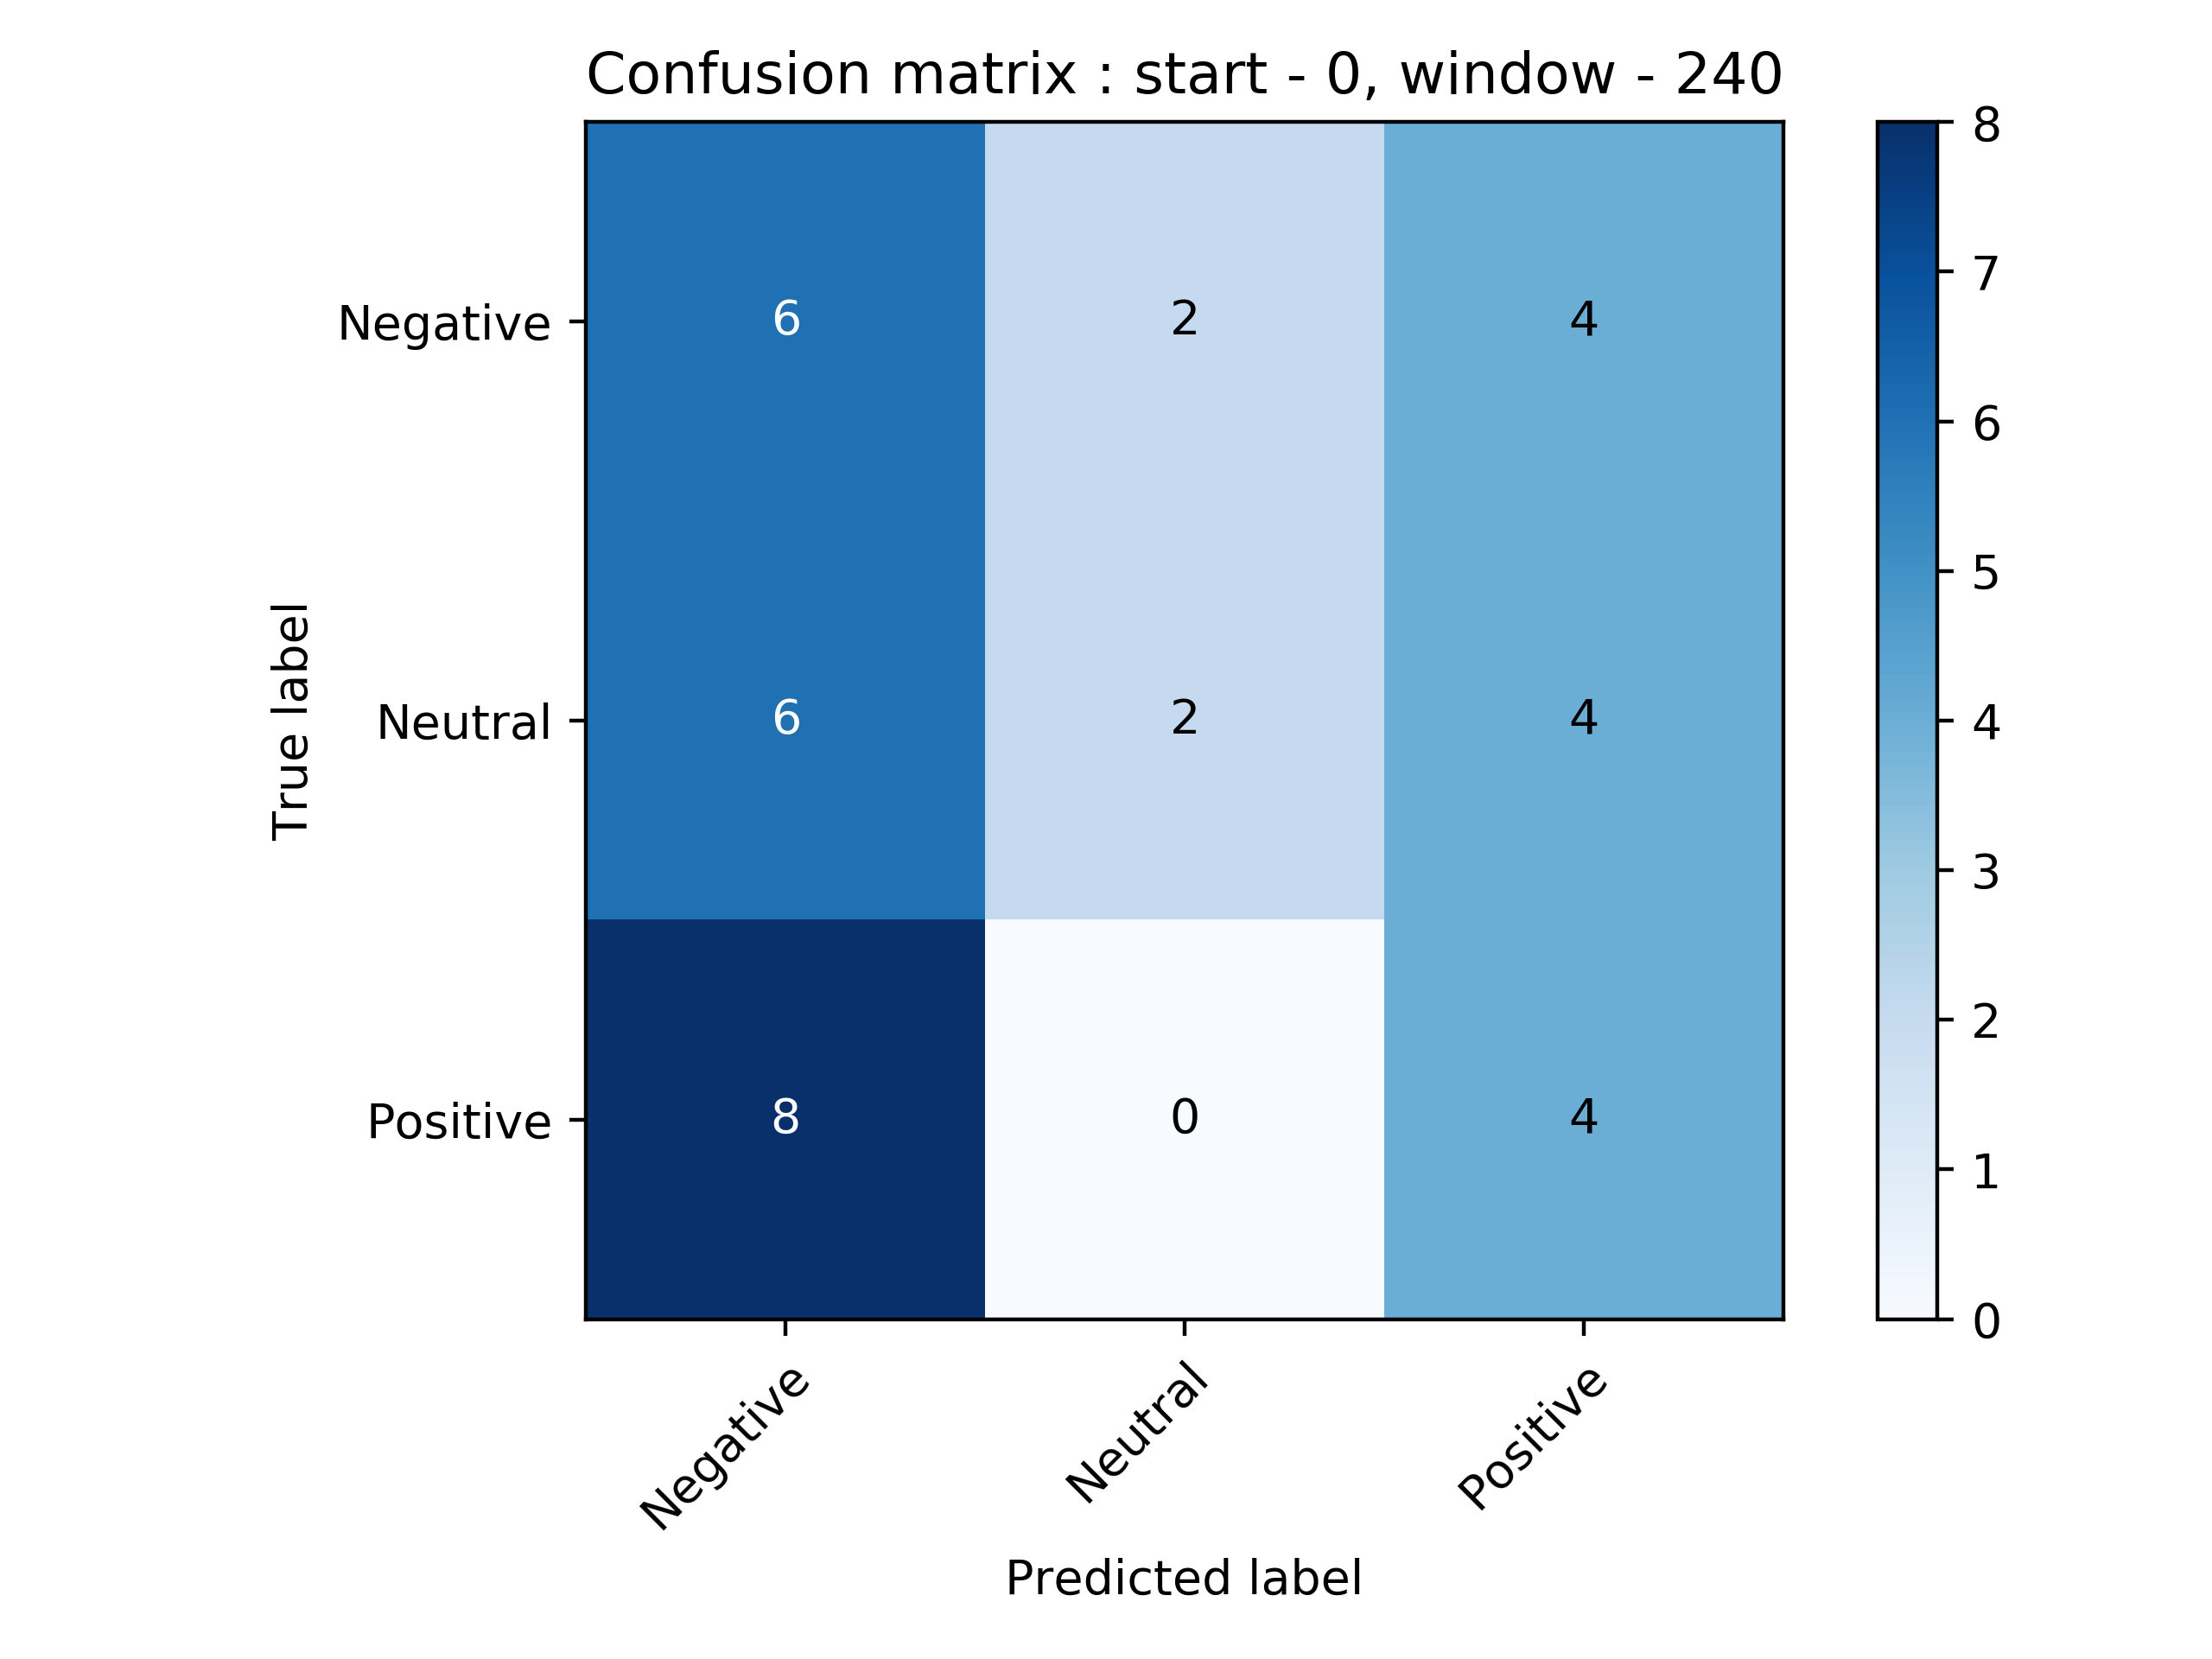 Confusion matrix : start - 0, window - 240
True label
Negative
6
2
4
Neutral
6
2
4
Positive
8
0
4
Negative
Neutral
Positive
Predicted label
8
7
6
5
4
3
2
1
0